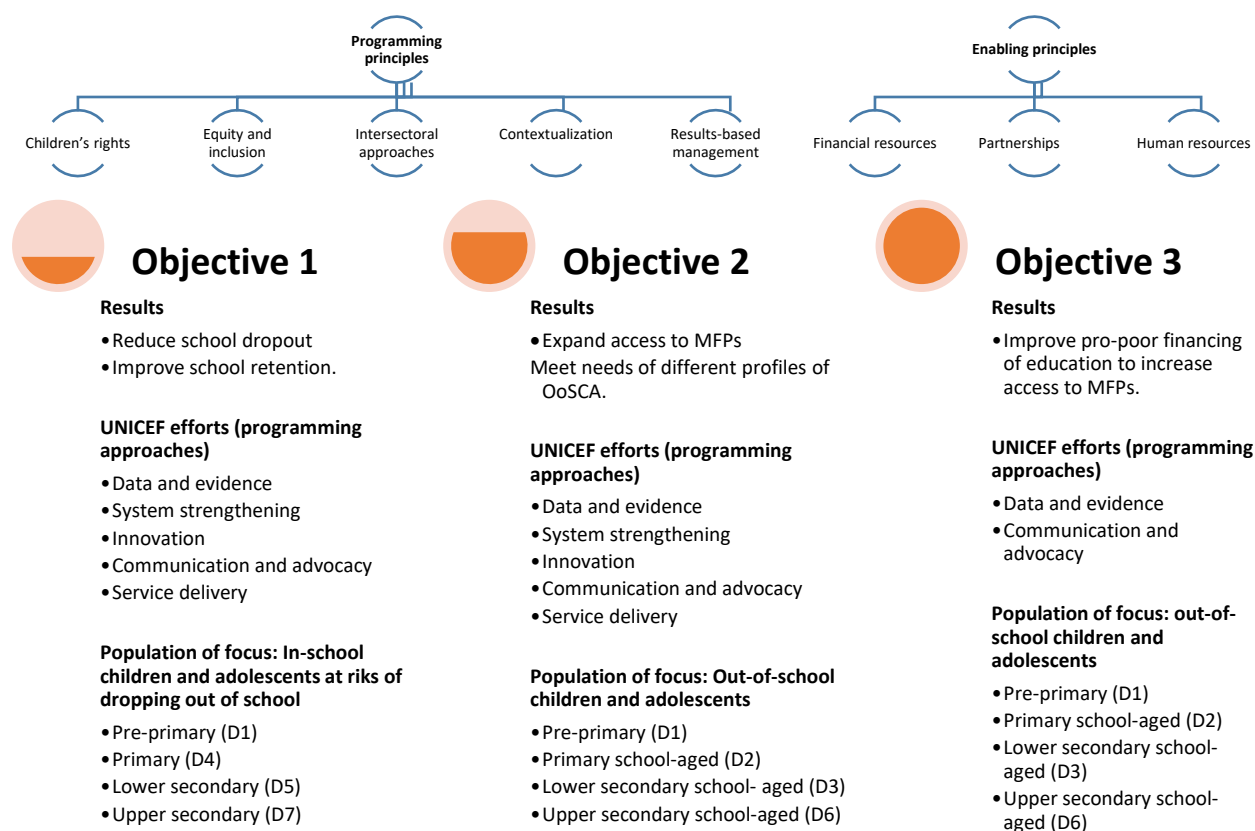 Programming
principles
Enabling principles
Children's rights
Equity and
inclusion
Intersectoral
approaches
Contextualization
Results-based
management
Financial resources
Partnerships
Human resources
Objective 1
Results
•Reduce school dropout
•Improve school retention.
UNICEF efforts (programming
approaches)
•Data and evidence
•System strengthening
•Innovation
•Communication and advocacy
•Service delivery
Population of focus: In-school
children and adolescents at riks of
dropping out of school
•Pre-primary (D1)
•Primary (D4)
•Lower secondary (D5)
•Upper secondary (D7)
Objective 2
Results
•Expand access to MFPs
Meet needs of different profiles of
OoSCA.
UNICEF efforts (programming
approaches)
•Data and evidence
•System strengthening
•Innovation
•Communication and advocacy
•Service delivery
Population of focus: Out-of-school
children and adolescents
•Pre-primary (D1)
•Primary school-aged (D2)
•Lower secondary school- aged (D3)
•Upper secondary school-aged (D6)
Objective 3
Results
•Improve pro-poor financing
of education to increase
access to MFPs.
UNICEF efforts (programming
approaches)
•Data and evidence
•Communication and
advocacy
Population of focus: out-of-
school children and
adolescents
•Pre-primary (D1)
•Primary school-aged (D2)
•Lower secondary school-
aged (D3)
•Upper secondary school-
aged (D6)